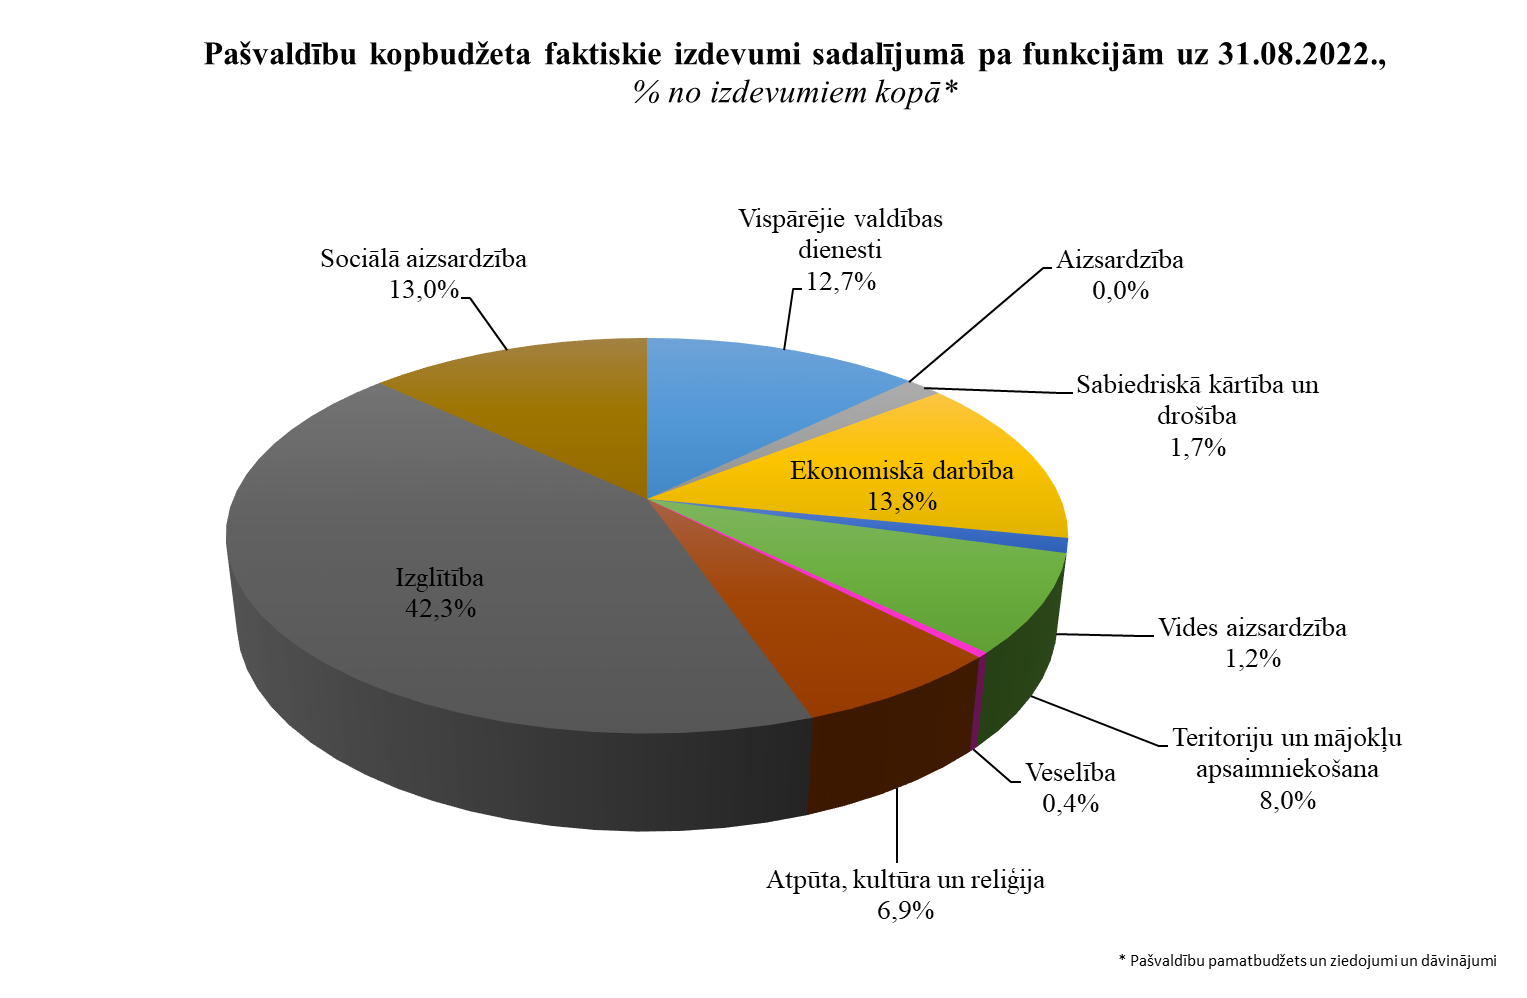 Pašvaldību kopbudžeta faktiskie izdevumi sadalījumā pa funkcijām uz 31.08.2022.,
% no izdevumiem kopā*
Vispārējie valdības
dienesti
12,7%
Aizsardzība
0,0%
Sabiedriskā kārtība un
drošība
1,7%
Ekonomiskā darbība
13,8%
Vides aizsardzība
1,2%
Teritoriju un mājokļu
apsaimniekošana
8,0%
Veselība
0,4%
Atpūta, kultūra un reliģija
6,9%
Izglītība
42,3%
Sociālā aizsardzība
13,0%
* Pašvaldību pamatbudžets un ziedojumi un dāvinājumi